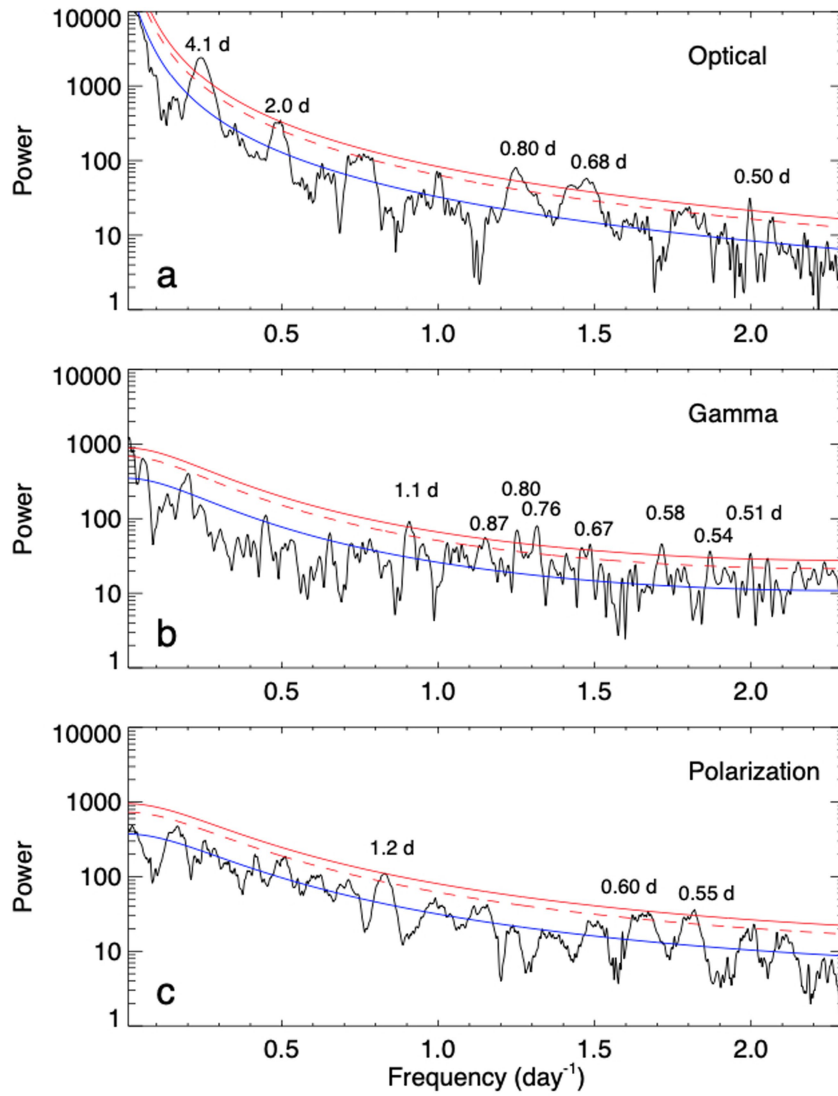 10000
4.1 d
Optical
1000
2.0 d
Power
100
0.80 d
0.68 d
0.50 d
10
a
1
0.5
1.0
1.5
2.0
10000
Gamma
1000
1.1 d
0.80
0.51 d
Power
100
0.87
0.76
0.67
0.58
0.54
10
b
1
0.5
1.0
1.5
2.0
10000
Polarization
1000
1.2 d
Power
100
0.60 d
0.55 d
10
c
1
0.5
1.0
1.5
2.0
Frequency (day⁻¹)